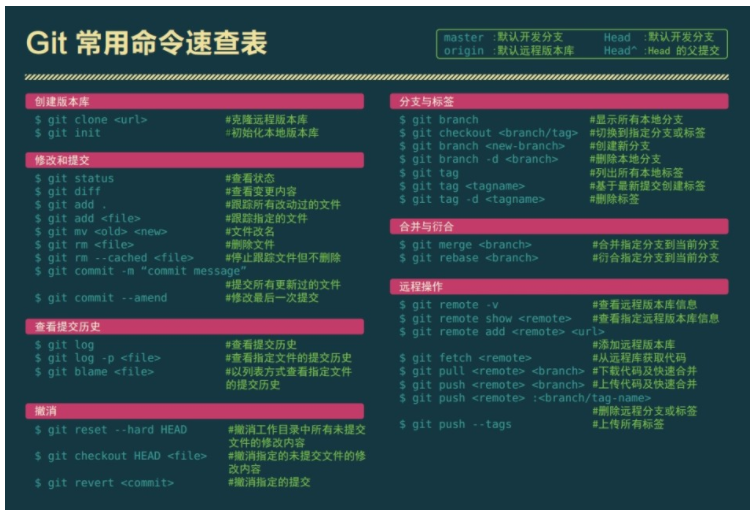 Git 常用命令速查表
master :默认开发分支 Head :默认开发分支
origin :默认远程版本库 Head^ :Head 的父提交
创建版本库
$ git clone <url> #克隆远程版本库
$ git init #初始化本地版本库
修改和提交
$ git status #查看状态
$ git diff #查看变更内容
$ git add . #跟踪所有改动过的文件
$ git add <file> #跟踪指定的文件
$ git mv <old> <new> #文件改名
$ git rm <file> #删除文件
$ git rm --cached <file> #停止跟踪文件但不删除
$ git commit -m “commit message”
#提交所有更新过的文件
$ git commit --amend #修改最后一次提交
查看提交历史
$ git log #查看提交历史
$ git log -p <file> #查看指定文件的提交历史
$ git blame <file> #以列表方式查看指定文件
的提交历史
撤消
$ git reset --hard HEAD #撤消工作目录中所有未提交
文件的修改内容
$ git checkout HEAD <file> #撤消指定的未提交文件的修
改内容
$ git revert <commit> #撤消指定的提交
分支与标签
$ git branch #显示所有本地分支
$ git checkout <branch/tag> #切换到指定分支或标签
$ git branch <new-branch> #创建新分支
$ git branch -d <branch> #删除本地分支
$ git tag #列出所有本地标签
$ git tag <tagname> #基于最新提交创建标签
$ git tag -d <tagname> #删除标签
合并与衍合
$ git merge <branch> #合并指定分支到当前分支
$ git rebase <branch> #衍合指定分支到当前分支
远程操作
$ git remote -v #查看远程版本库信息
$ git remote show <remote> #查看指定远程版本库信息
$ git remote add <remote> <url>
#添加远程版本库
$ git fetch <remote> #从远程库获取代码
$ git pull <remote> <branch> #下载代码及快速合并
$ git push <remote> <branch> #上传代码及快速合并
$ git push <remote> :<branch/tag-name>
#删除远程分支或标签
$ git push --tags #上传所有标签